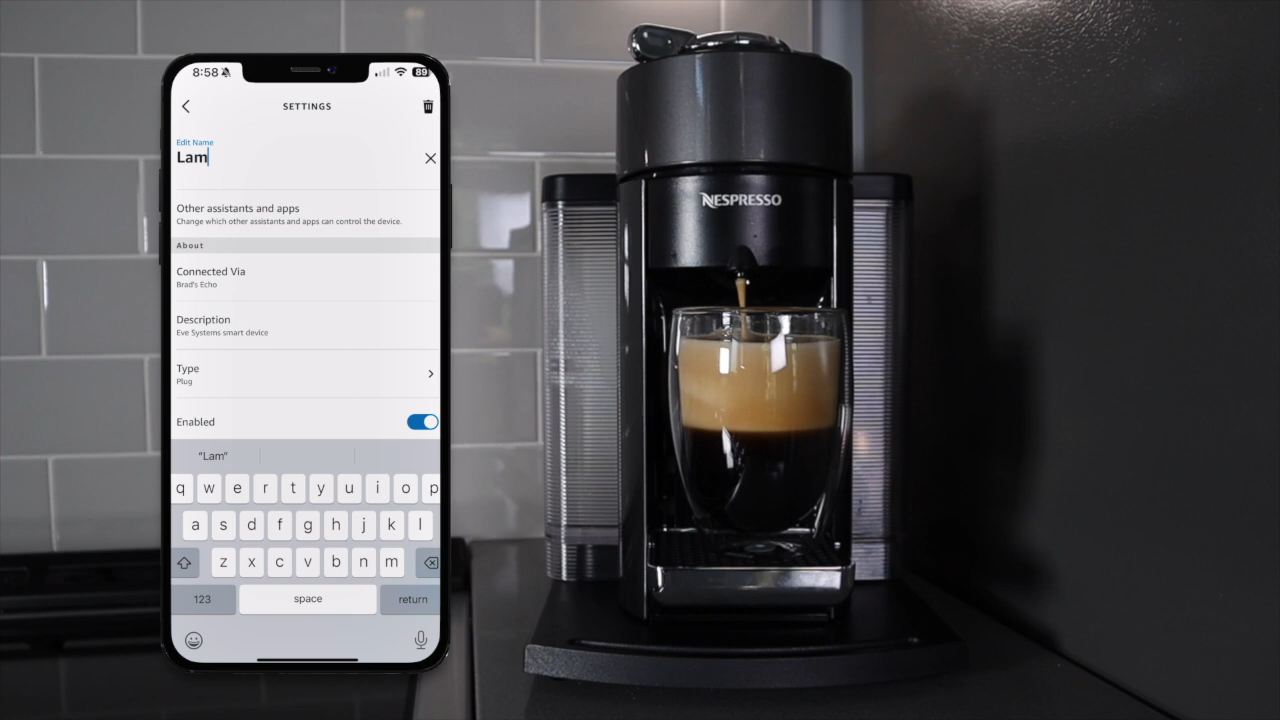 8:58
89
SETTINGS
Edit Name
Lam
Other assistants and apps
Change which other assistants and apps can control the device.
About
Connected Via
Brad's Echo
Description
Eve Systems smart device
Type
Plug
Enabled
"Lam"
q w e r t y u i o p
a s d f g h j k l
z x c v b n m
123 space return
NESPRESSO